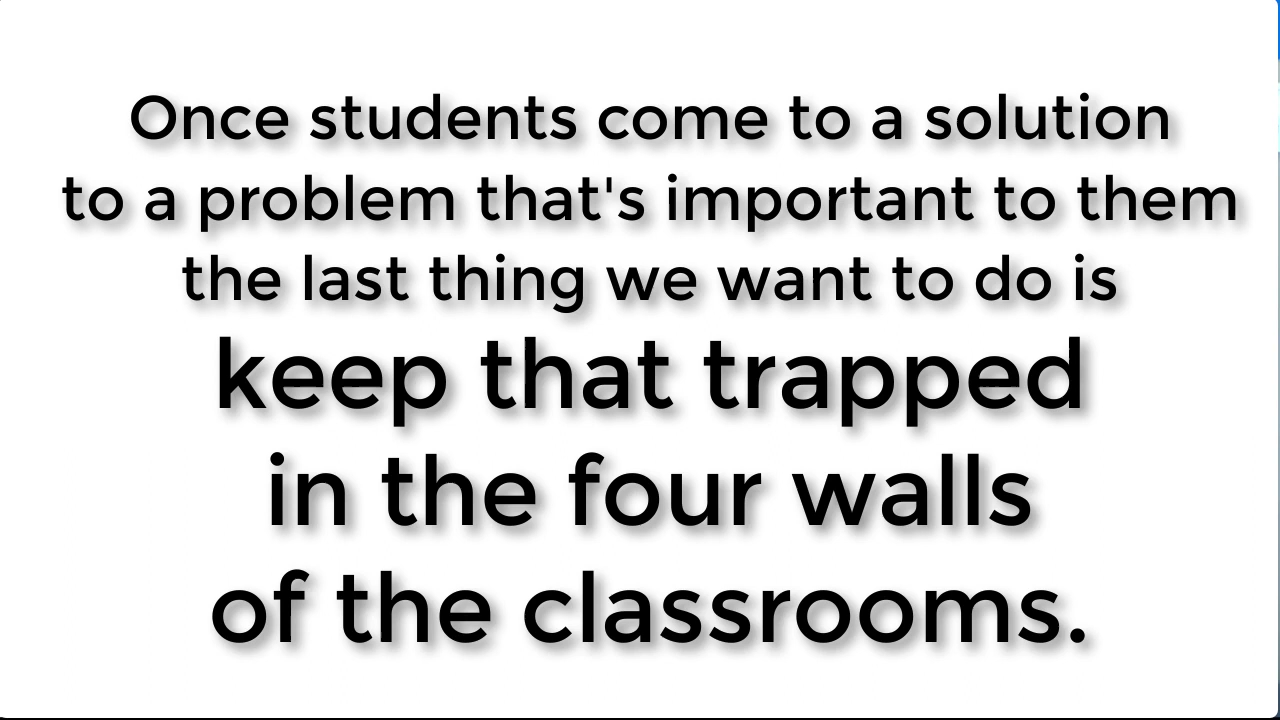 Once students come to a solution
to a problem that's important to them
the last thing we want to do is
keep that trapped
in the four walls
of the classrooms.